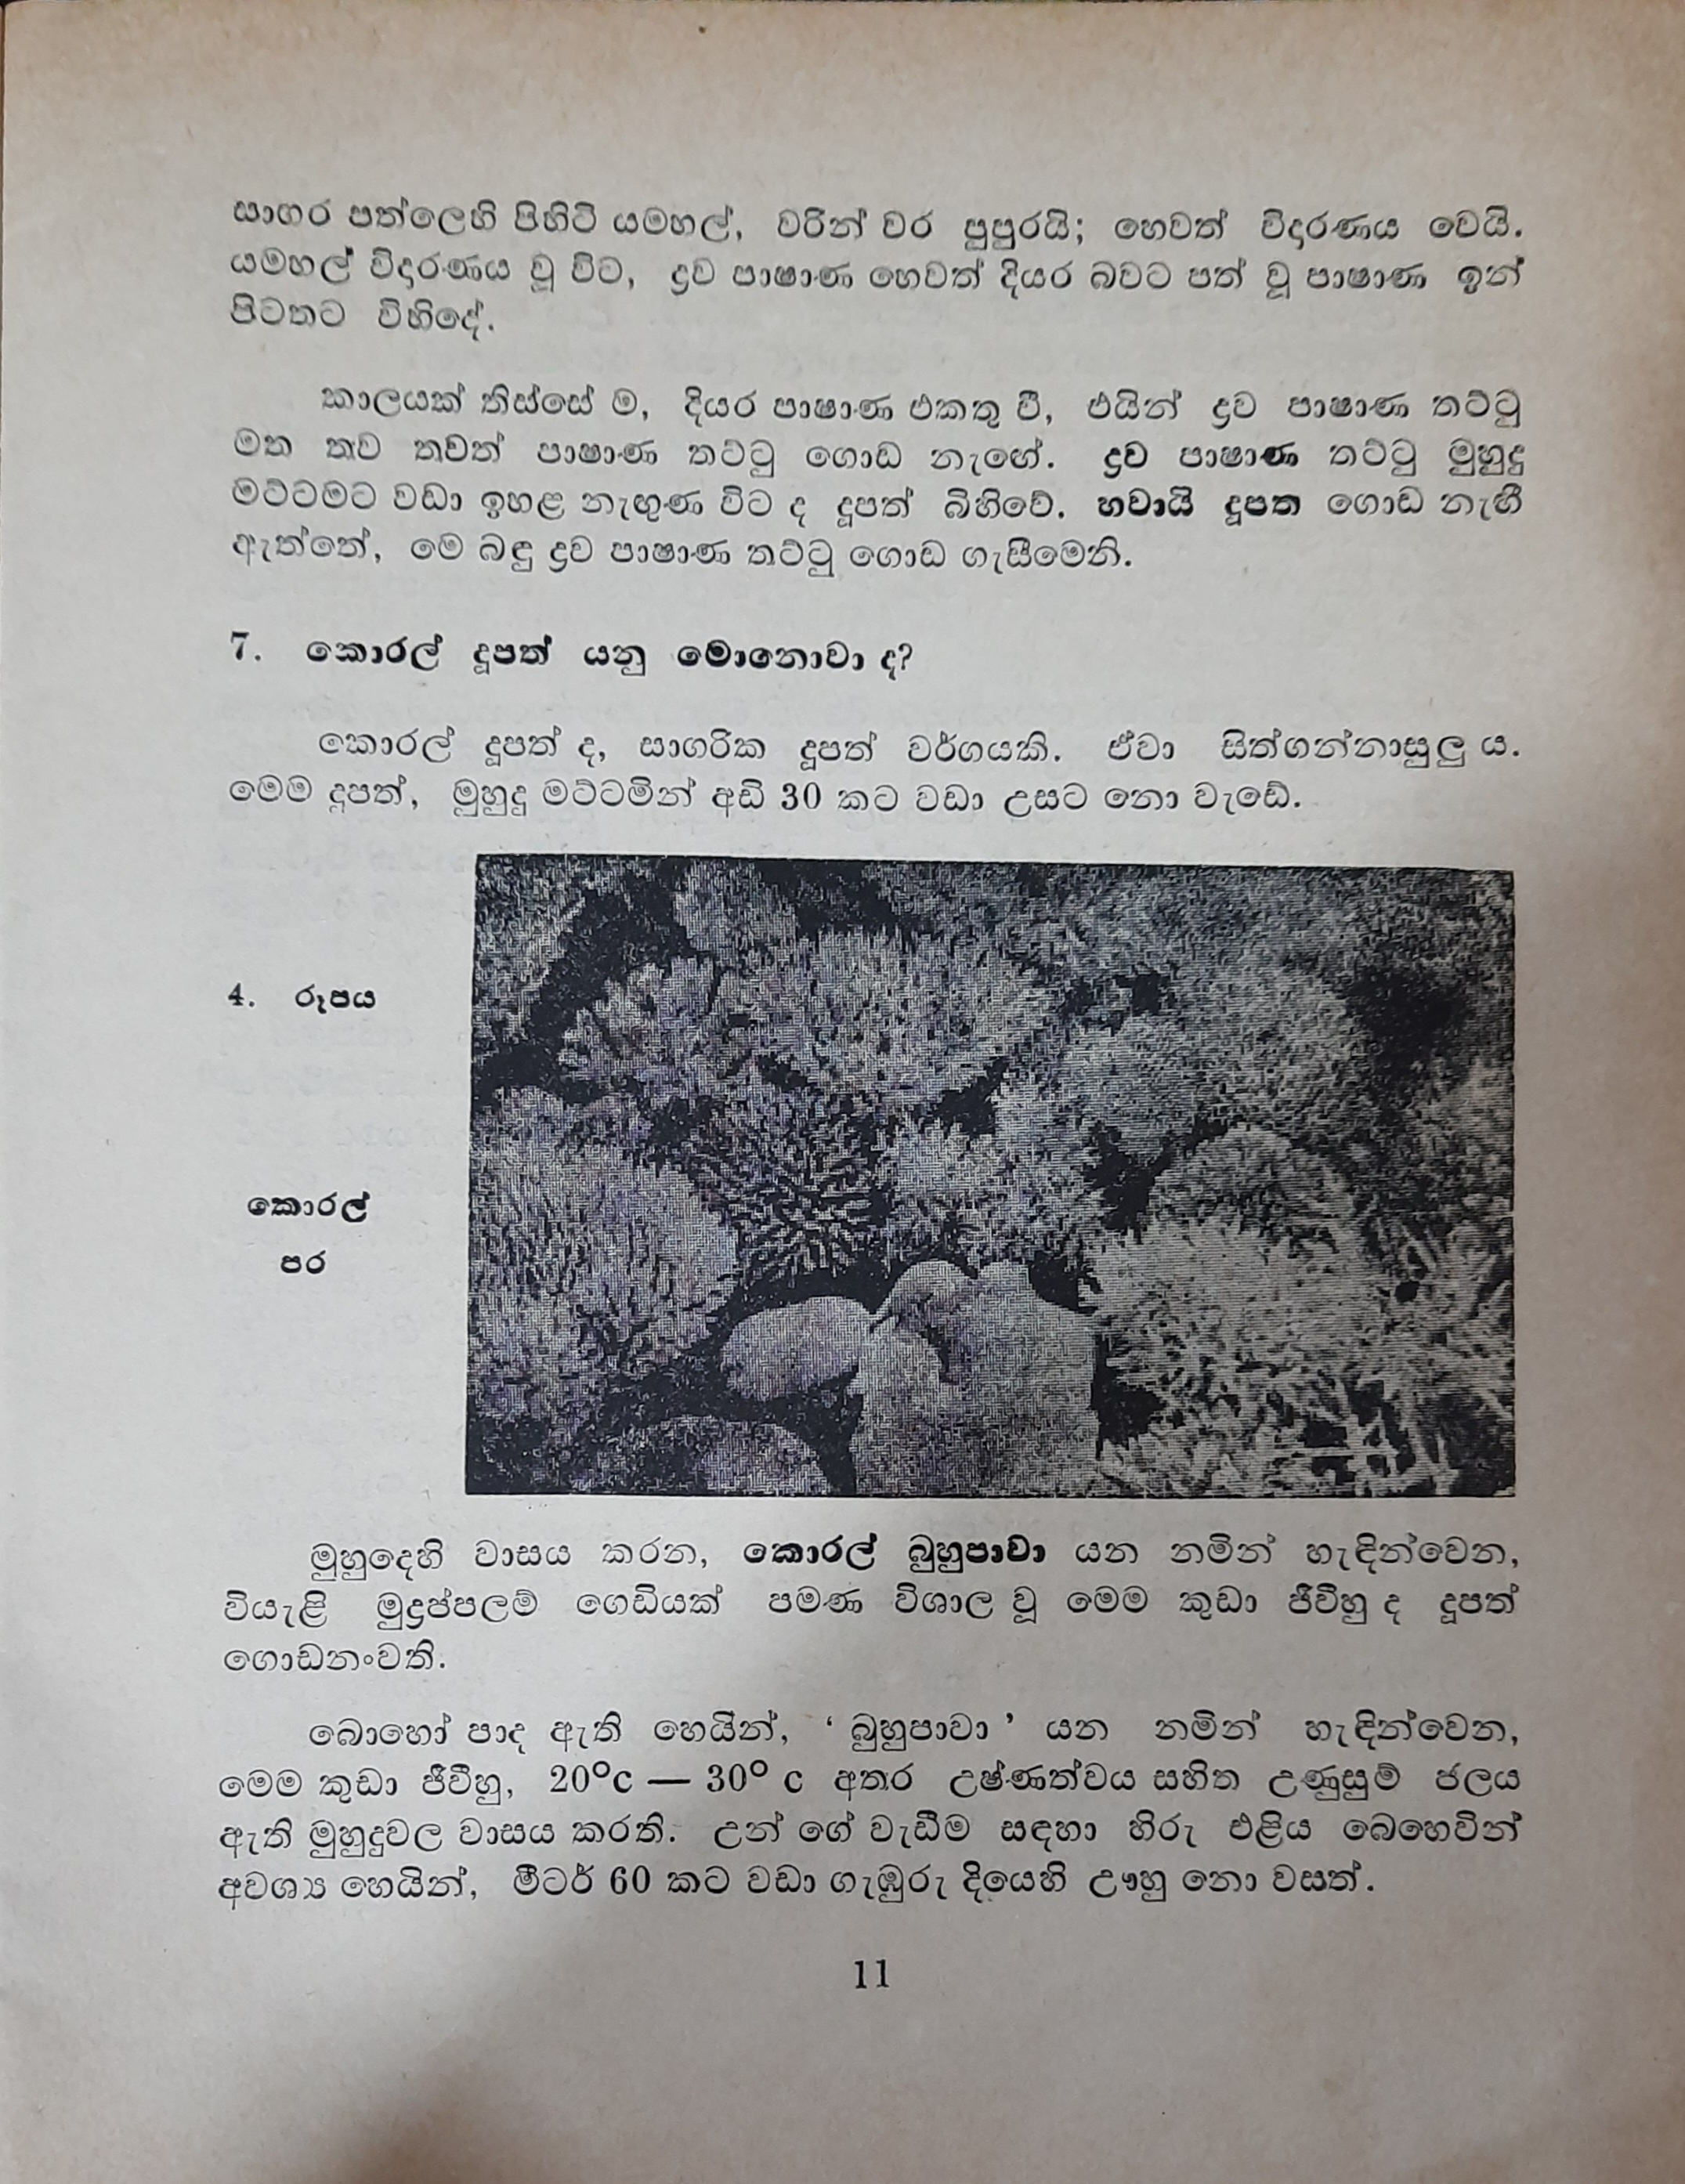 සාගර පත්ලෙහි පිහිටි යමහල්, වරින් වර පුපුරයි; හෙවත් විදාරණය වෙයි.
යමහල් විදාරණය වූ විට, ද්‍රව පාෂාණ හෙවත් දියර බවට පත් වූ පාෂාණ ඉන්
පිටතට විහිදේ.
කාලයක් තිස්සේ ම, දියර පාෂාණ එකතු වී, එයින් ද්‍රව පාෂාණ තට්ටු
මත තව තවත් පාෂාණ තට්ටු ගොඩ නැඟේ. ද්‍රව පාෂාණ තට්ටු මුහුදු
මට්ටමට වඩා ඉහළ නැඟුණ විට ද දූපත් බිහිවේ. හවායි දූපත ගොඩ නැඟී
ඇත්තේ, මෙ බඳු ද්‍රව පාෂාණ තට්ටු ගොඩ ගැසීමෙනි.
7. කොරල් දූපත් යනු මොනොවා ද?
කොරල් දූපත් ද, සාගරික දූපත් වර්ගයකි. ඒවා සිත්ගන්නාසුලු ය.
මෙම දූපත්, මුහුදු මට්ටමින් අඩි 30 කට වඩා උසට නො වැඩේ.
4. රූපය
කොරල්
පර
මුහුදෙහි වාසය කරන, කොරල් බුහුපාවා යන නමින් හැඳින්වෙන,
වියැළි මුද්‍රප්පලම් ගෙඩියක් පමණ විශාල වූ මෙම කුඩා ජීවීහු ද දූපත්
ගොඩනංවති.
බොහෝ පාද ඇති හෙයින්, ‘ බුහුපාවා ’ යන නමින් හැඳින්වෙන,
මෙම කුඩා ජීවීහු, 20°c — 30° c අතර උෂ්ණත්වය සහිත උණුසුම් ජලය
ඇති මුහුදුවල වාසය කරති. උන් ගේ වැඩීම සඳහා හිරු එළිය බෙහෙවින්
අවශ්‍ය හෙයින්, මීටර් 60 කට වඩා ගැඹුරු දියෙහි ඌහු නො වසත්.
11